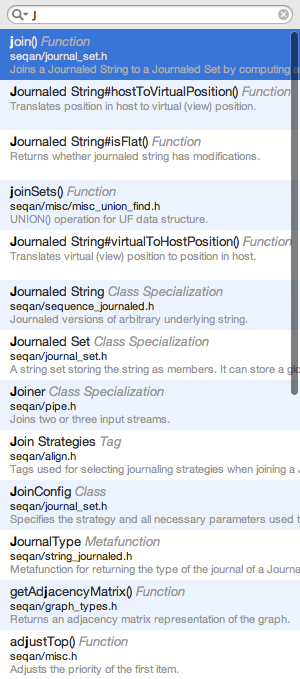 J
join() Function
seqan/journal_set.h
Joins a Journaled String to a Journaled Set by computing a
Journaled String#hostToVirtualPosition() Function
Translates position in host to virtual (view) position.
Journaled String#isFlat() Function
Returns whether journaled string has modifications.
joinSets() Function
seqan/misc/misc_union_find.h
UNION() operation for UF data structure.
Journaled String#virtualToHostPosition() Function
Translates virtual (view) position to position in host.
Journaled String Class Specialization
seqan/sequence_journaled.h
Journaled versions of arbitrary underlying string.
Journaled Set Class Specialization
seqan/journal_set.h
A string set storing the string as members. It can store a glo
Joiner Class Specialization
seqan/pipe.h
Joins two or three input streams.
Join Strategies Tag
seqan/align.h
Tags used for selecting journaling strategies when joining a J
JoinConfig Class
seqan/journal_set.h
Specifies the strategy and all necessary parameters used t
JournalType Metafunction
seqan/string_journaled.h
Metafunction for returning the type of the journal of a Journa
getAdjacencyMatrix() Function
seqan/graph_types.h
Returns an adjacency matrix representation of the graph.
adjustTop() Function
seqan/misc.h
Adjusts the priority of the first item.